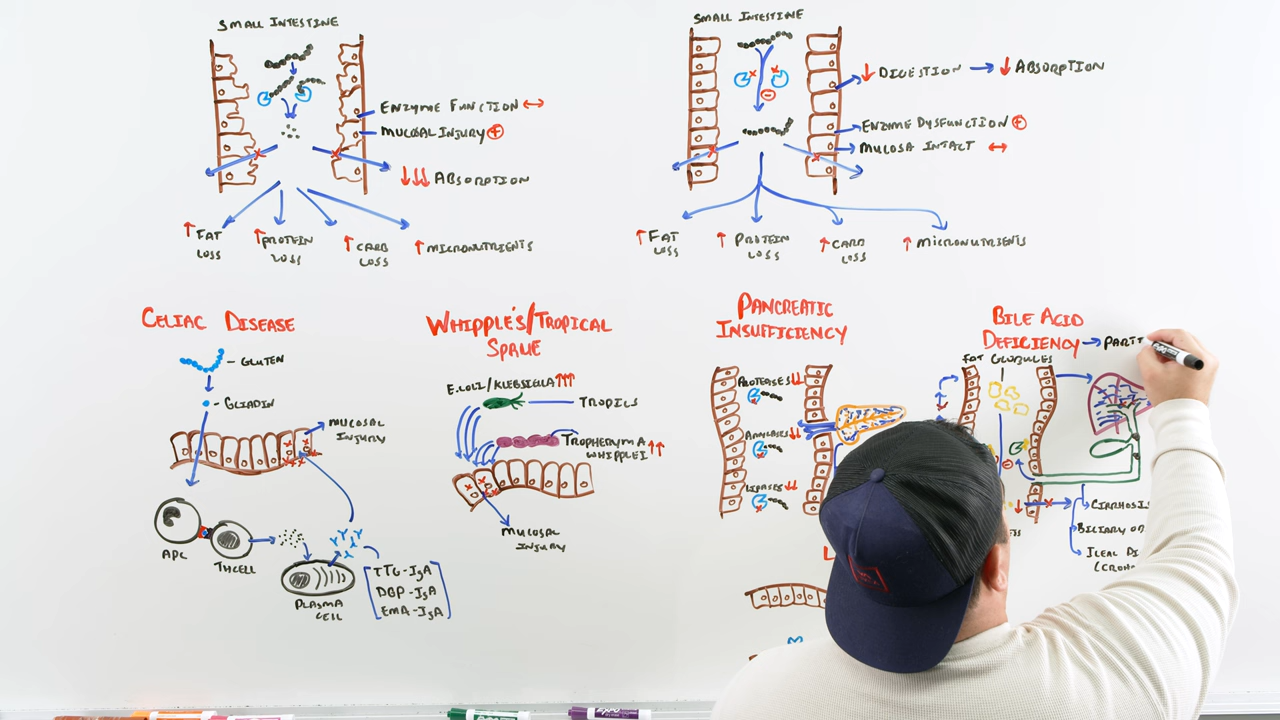 SMALL INTESTINE
ENZYME FUNCTION
MUCOSAL INJURY +
ABSORPTION
↑ FAT
LOSS
↑ PROTEIN
LOSS
↑ CARB
LOSS
↑ MICRONUTRIENTS
SMALL INTESTINE
↓ DIGESTION → ↓ ABSORPTION
ENZYME DYSFUNCTION +
MUCOSA INTACT ↔
↑ FAT
LOSS
↑ PROTEIN
LOSS
↑ CARB
LOSS
↑ MICRONUTRIENTS
CELIAC DISEASE
GLUTEN
GLIADIN
MUCOSAL
INJURY
APC
TH CELL
PLASMA
CELL
TTG-IgA
DGP-IgA
EMA-IgA
WHIPPLE'S/TROPICAL
SPRUE
E.COLI/KLEBSIELLA ↑↑↑
TROPICS
TROPHERYMA
WHIPPLEI ↑↑
MUCOSAL
INJURY
PANCREATIC
INSUFFICIENCY
PROTEASES ↓↓
AMYLASES ↓↓
LIPASES ↓↓
BILE ACID
DEFICIENCY → PARTI
FAT GLOBULES
CIRRHOSIS
BILIARY
ILEAL